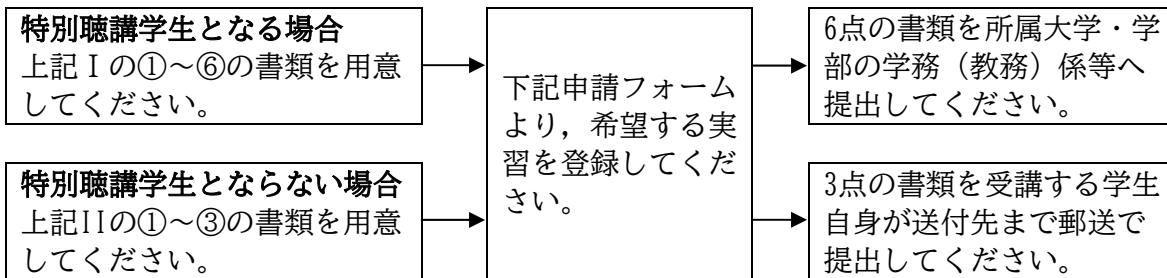 特別聴講学生となる場合
上記Ⅰの①～⑥の書類を用意
してください。
特別聴講学生とならない場合
上記IIの①～③の書類を用意
してください。
下記申請フォーム
より，希望する実
習を登録してくだ
さい。
6点の書類を所属大学・学
部の学務（教務）係等へ
提出してください。
3点の書類を受講する学生
自身が送付先まで郵送で
提出してください。